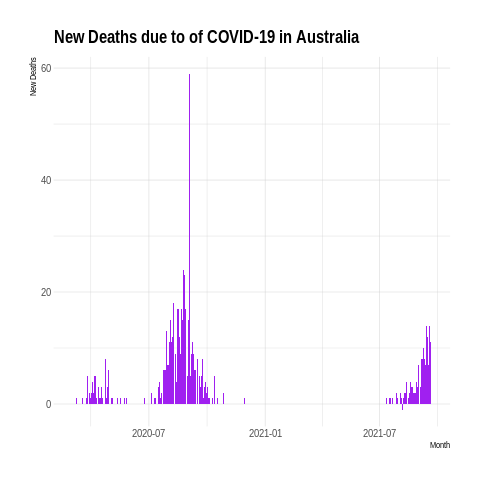 New Deaths due to of COVID-19 in Australia
New Deaths
60
40
20
0
2020-07
2021-01
2021-07
Month